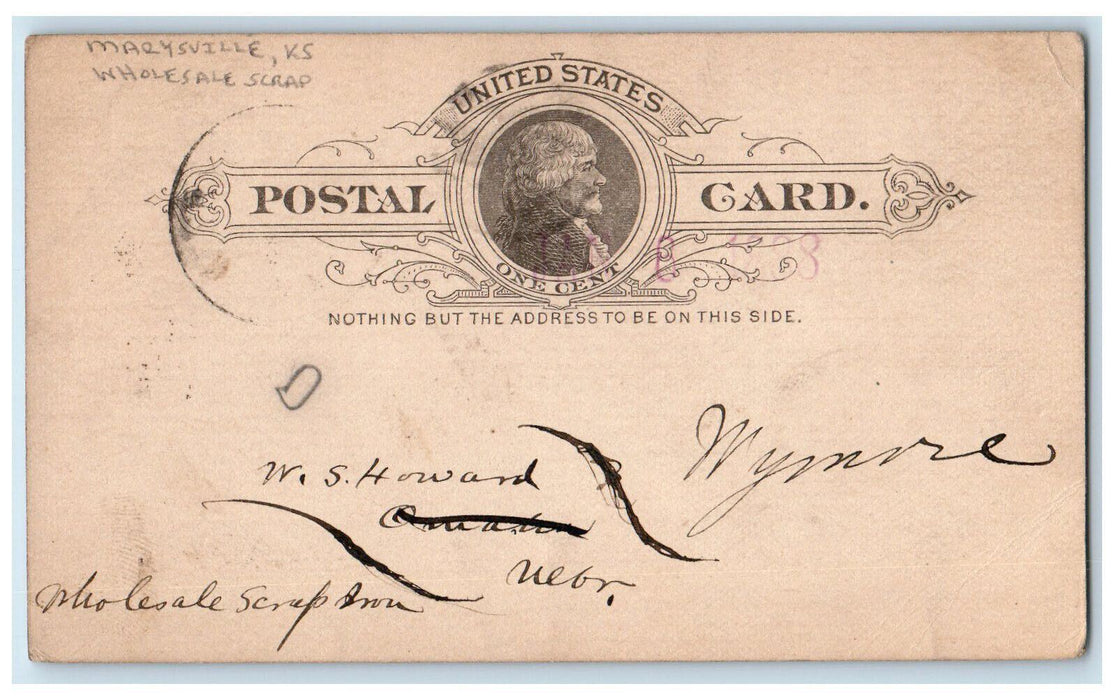 MARYSVILLE, KS
WHOLESALE SCRAP
UNITED STATES
POSTAL CARD.
ONE CENT
NOTHING BUT THE ADDRESS TO BE ON THIS SIDE.
Wymore
W. S. Howard
Omaha
Nebr.
Wholesale Scrap Iron